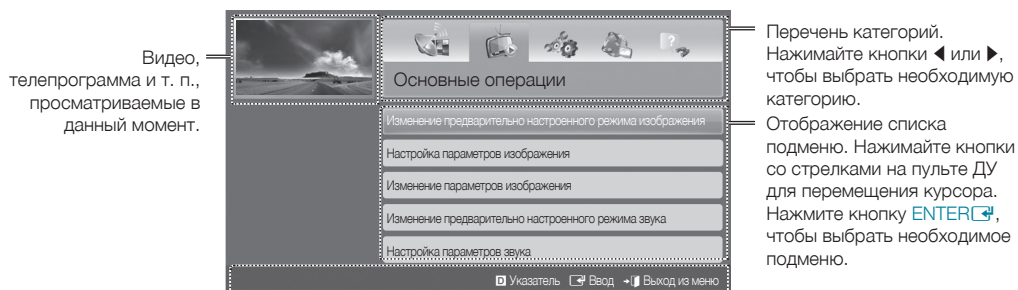 Видео,
телепрограмма и т. п.,
просматриваемые в
данный момент.
Основные операции
Изменение предварительно настроенного режима изображения
Настройка параметров изображения
Изменение параметров изображения
Изменение предварительно настроенного режима звука
Настройка параметров звука
D Указатель Ввод Выход из меню
Перечень категорий.
Нажимайте кнопки ◀ или ▶,
чтобы выбрать необходимую
категорию.
Отображение списка
подменю. Нажимайте кнопки
со стрелками на пульте ДУ
для перемещения курсора.
Нажмите кнопку ENTER,
чтобы выбрать необходимое
подменю.